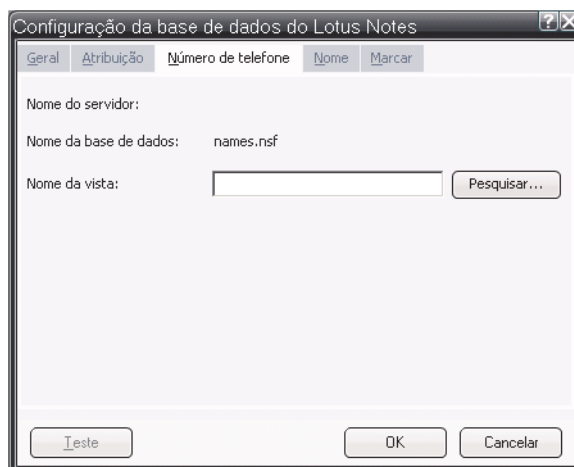 Configuração da base de dados do Lotus Notes
Geral Atribuição Número de telefone Nome Marcar
Nome do servidor:
Nome da base de dados: names.nsf
Nome da vista: Pesquisar...
Teste OK Cancelar